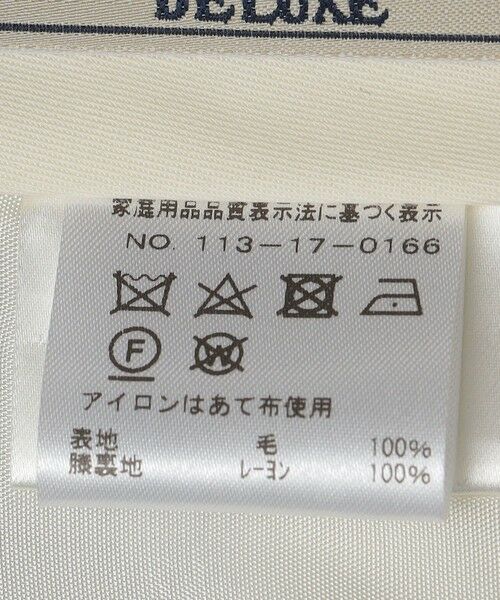 DELUXE
家庭用品品質表示法に基づく表示
NO. 113-17-0166
F W
アイロンはあて布使用
表地 毛 100%
膝裏地 レーヨン 100%